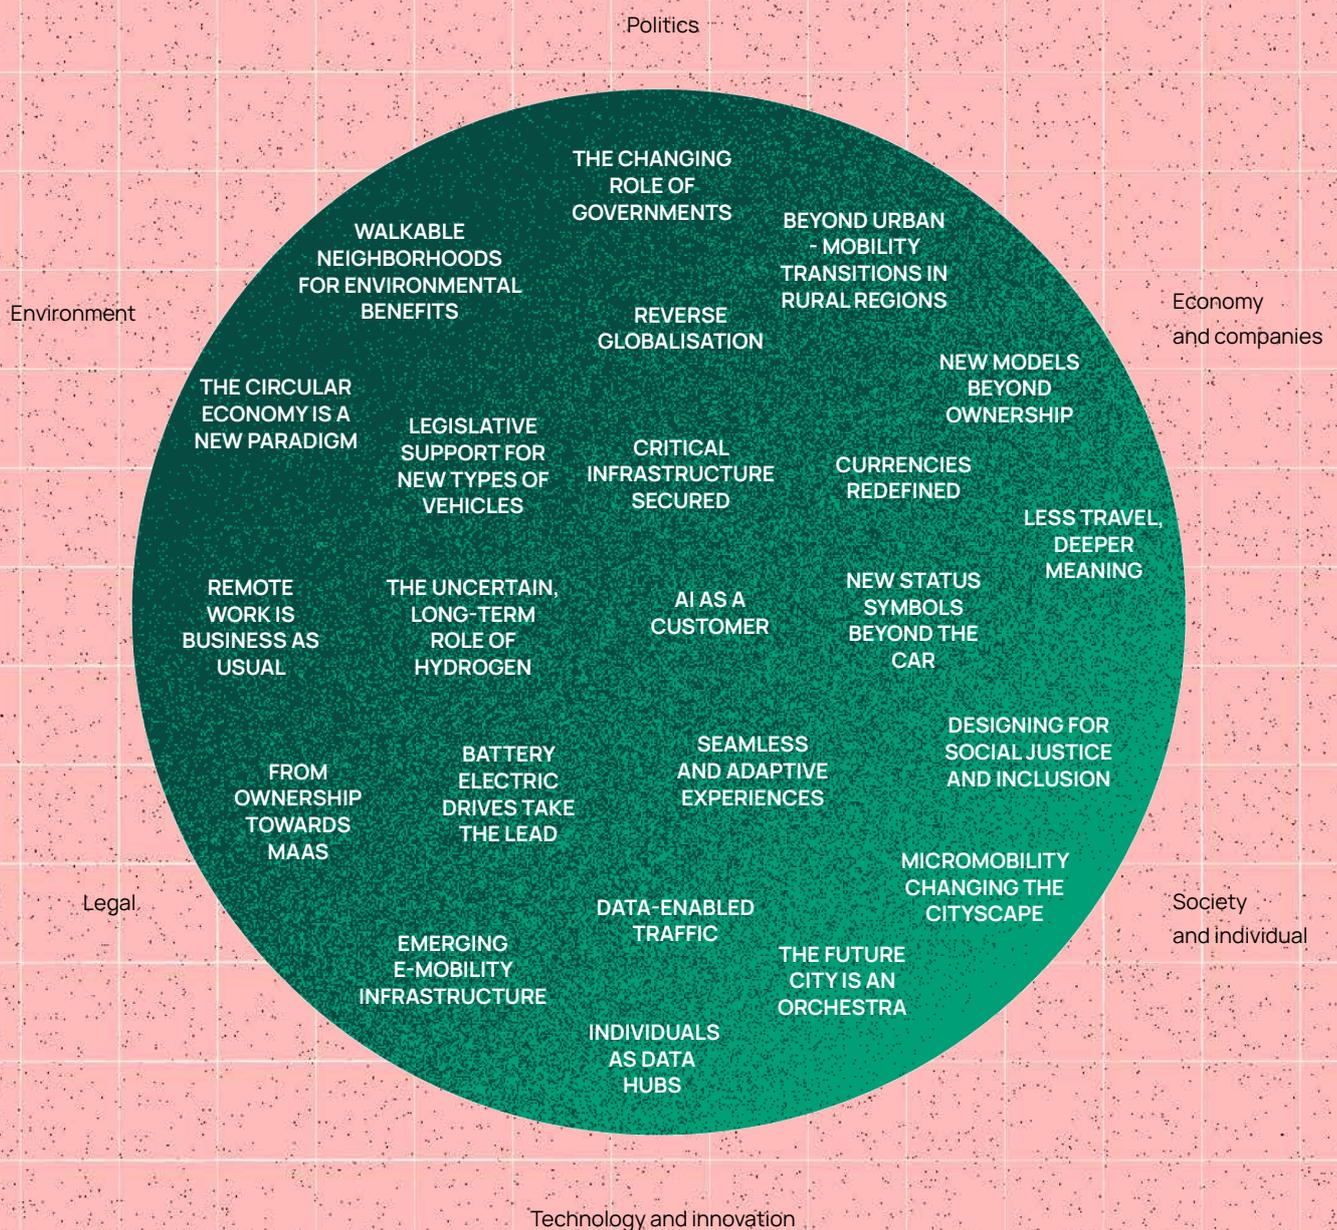 Politics
THE CHANGING
ROLE OF
GOVERNMENTS
WALKABLE
NEIGHBORHOODS
FOR ENVIRONMENTAL
BENEFITS
BEYOND URBAN
- MOBILITY
TRANSITIONS IN
RURAL REGIONS
Environment
REVERSE
GLOBALISATION
Economy
and companies
THE CIRCULAR
ECONOMY IS A
NEW PARADIGM
NEW MODELS
BEYOND
OWNERSHIP
LEGISLATIVE
SUPPORT FOR
NEW TYPES OF
VEHICLES
CRITICAL
INFRASTRUCTURE
SECURED
CURRENCIES
REDEFINED
LESS TRAVEL,
DEEPER
MEANING
REMOTE
WORK IS
BUSINESS AS
USUAL
THE UNCERTAIN,
LONG-TERM
ROLE OF
HYDROGEN
AI AS A
CUSTOMER
NEW STATUS
SYMBOLS
BEYOND THE
CAR
FROM
OWNERSHIP
TOWARDS
MAAS
BATTERY
ELECTRIC
DRIVES TAKE
THE LEAD
SEAMLESS
AND ADAPTIVE
EXPERIENCES
DESIGNING FOR
SOCIAL JUSTICE
AND INCLUSION
MICROMOBILITY
CHANGING THE
CITYSCAPE
Legal
Society
and individual
DATA-ENABLED
TRAFFIC
EMERGING
E-MOBILITY
INFRASTRUCTURE
THE FUTURE
CITY IS AN
ORCHESTRA
INDIVIDUALS
AS DATA
HUBS
Technology and innovation